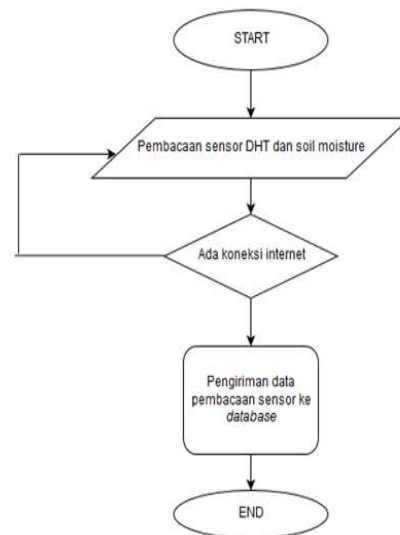 START
Pembacaan sensor DHT dan soil moisture
Ada koneksi internet
Pengiriman data
pembacaan sensor ke
database
END